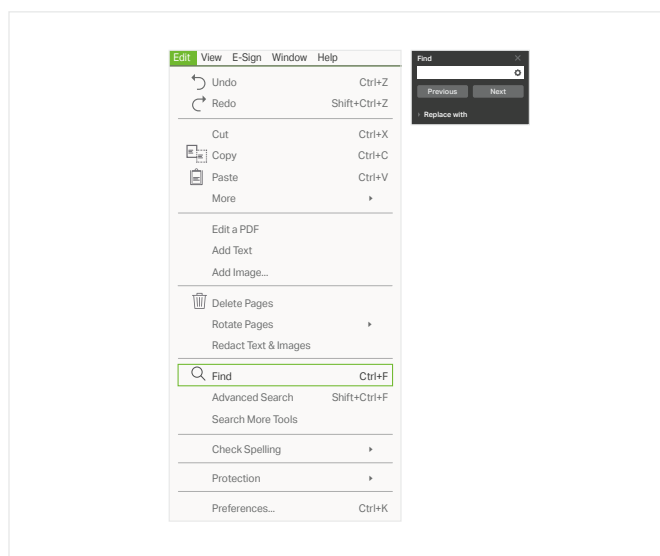 Edit View E-Sign Window Help
Undo Ctrl+Z
Redo Shift+Ctrl+Z
Cut Ctrl+X
Copy Ctrl+C
Paste Ctrl+V
More
Edit a PDF
Add Text
Add Image...
Delete Pages
Rotate Pages
Redact Text & Images
Find Ctrl+F
Advanced Search Shift+Ctrl+F
Search More Tools
Check Spelling
Protection
Preferences... Ctrl+K
Find
Previous Next
Replace with